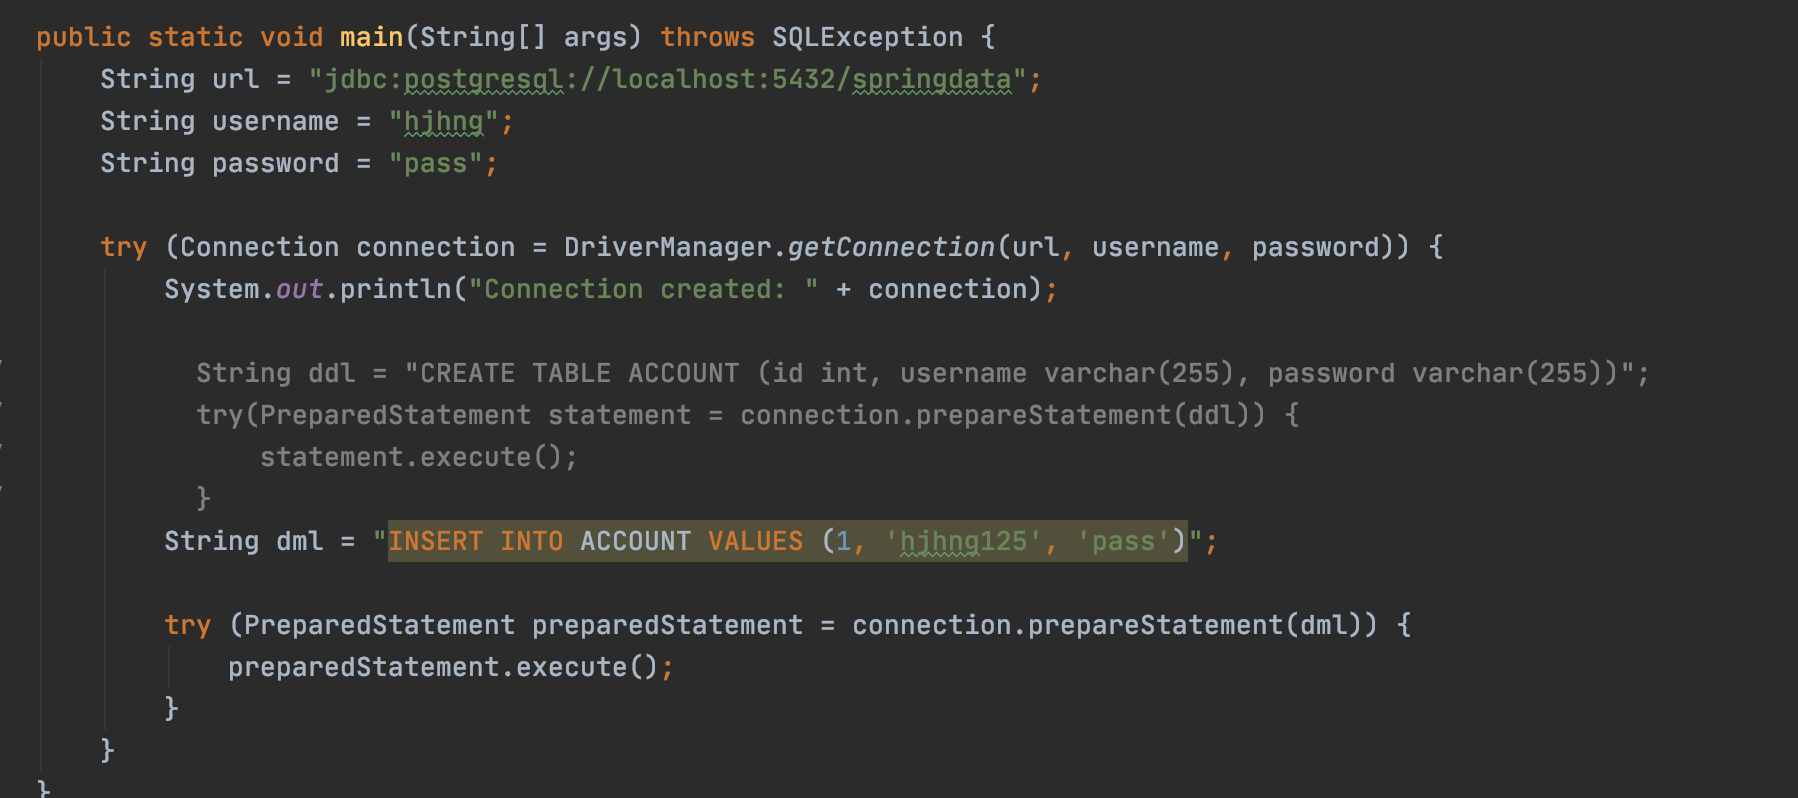 public static void main(String[] args) throws SQLException {
    String url = "jdbc:postgresql://localhost:5432/springdata";
    String username = "hjhng";
    String password = "pass";

    try (Connection connection = DriverManager.getConnection(url, username, password)) {
        System.out.println("Connection created: " + connection);

          String ddl = "CREATE TABLE ACCOUNT (id int, username varchar(255), password varchar(255))";
          try(PreparedStatement statement = connection.prepareStatement(ddl)) {
              statement.execute();
          }
        String dml = "INSERT INTO ACCOUNT VALUES (1, 'hjhng125', 'pass')";

        try (PreparedStatement preparedStatement = connection.prepareStatement(dml)) {
            preparedStatement.execute();
        }
    }
}